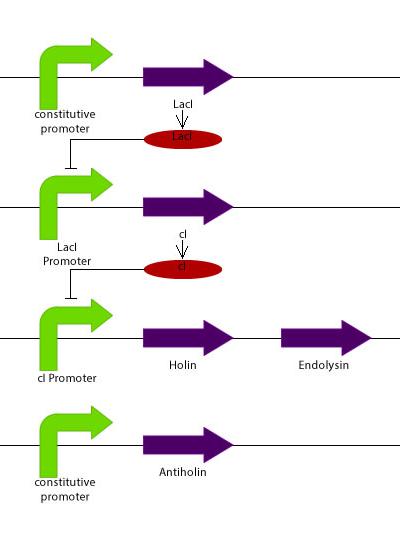 constitutive
promoter
LacI
LacI
LacI
Promoter
cI
cI
cI Promoter
Holin
Endolysin
constitutive
promoter
Antiholin